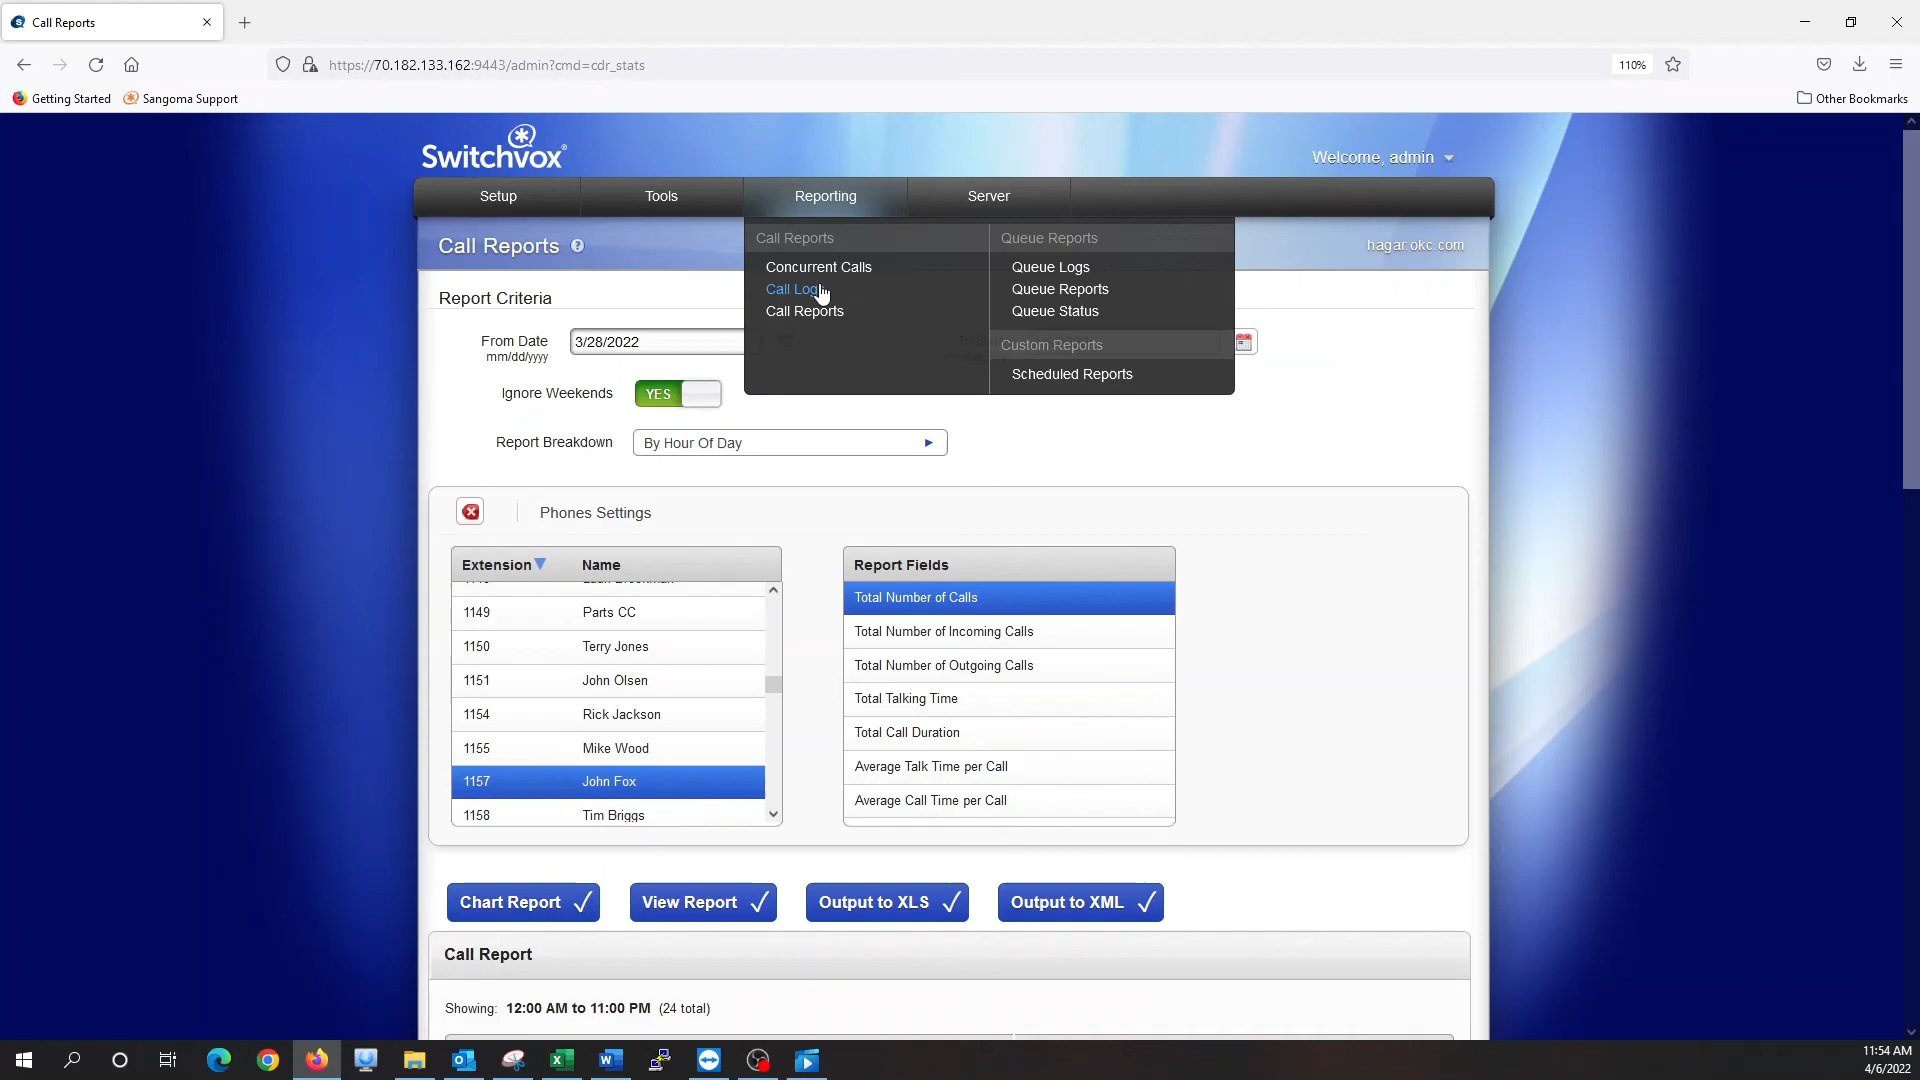 Call Reports
https://70.182.133.162:9443/admin?cmd=cdr_stats
110%
Getting Started
Sangoma Support
Other Bookmarks
Switchvox
Welcome, admin
Setup
Tools
Reporting
Server
Call Reports
hagar.okc.com
Call Reports
Concurrent Calls
Call Reports
Queue Reports
Queue Logs
Queue Reports
Queue Status
Custom Reports
Scheduled Reports
Report Criteria
From Date
mm/dd/yyyy
3/28/2022
Ignore Weekends
YES
Report Breakdown
By Hour Of Day
Phones Settings
Extension Name
1149 Parts CC
1150 Terry Jones
1151 John Olsen
1154 Rick Jackson
1155 Mike Wood
1157 John Fox
1158 Tim Briggs
Report Fields
Total Number of Calls
Total Number of Incoming Calls
Total Number of Outgoing Calls
Total Talking Time
Total Call Duration
Average Talk Time per Call
Average Call Time per Call
Chart Report
View Report
Output to XLS
Output to XML
Call Report
Showing: 12:00 AM to 11:00 PM (24 total)
11:54 AM
4/6/2022